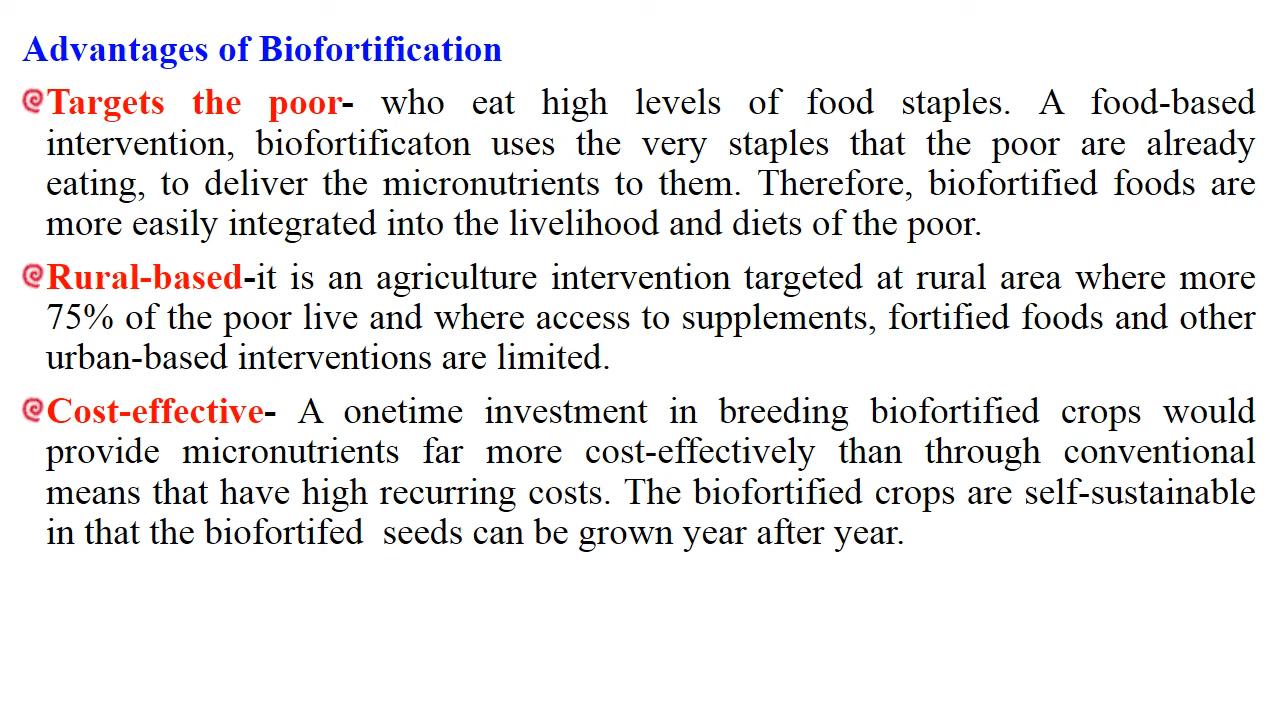 Advantages of Biofortification
Targets the poor- who eat high levels of food staples. A food-based
intervention, biofortificaton uses the very staples that the poor are already
eating, to deliver the micronutrients to them. Therefore, biofortified foods are
more easily integrated into the livelihood and diets of the poor.
Rural-based-it is an agriculture intervention targeted at rural area where more
75% of the poor live and where access to supplements, fortified foods and other
urban-based interventions are limited.
Cost-effective- A onetime investment in breeding biofortified crops would
provide micronutrients far more cost-effectively than through conventional
means that have high recurring costs. The biofortified crops are self-sustainable
in that the biofortifed  seeds can be grown year after year.